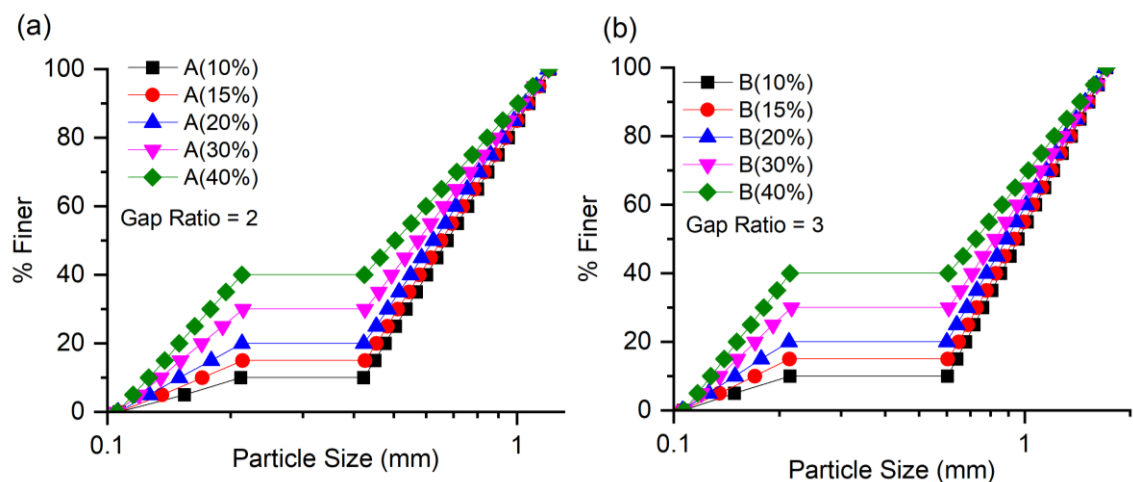 (a)
A(10%)
A(15%)
A(20%)
A(30%)
A(40%)
Gap Ratio = 2
% Finer
100
80
60
40
20
0
0.1
1
Particle Size (mm)
(b)
B(10%)
B(15%)
B(20%)
B(30%)
B(40%)
Gap Ratio = 3
% Finer
100
80
60
40
20
0
0.1
1
Particle Size (mm)